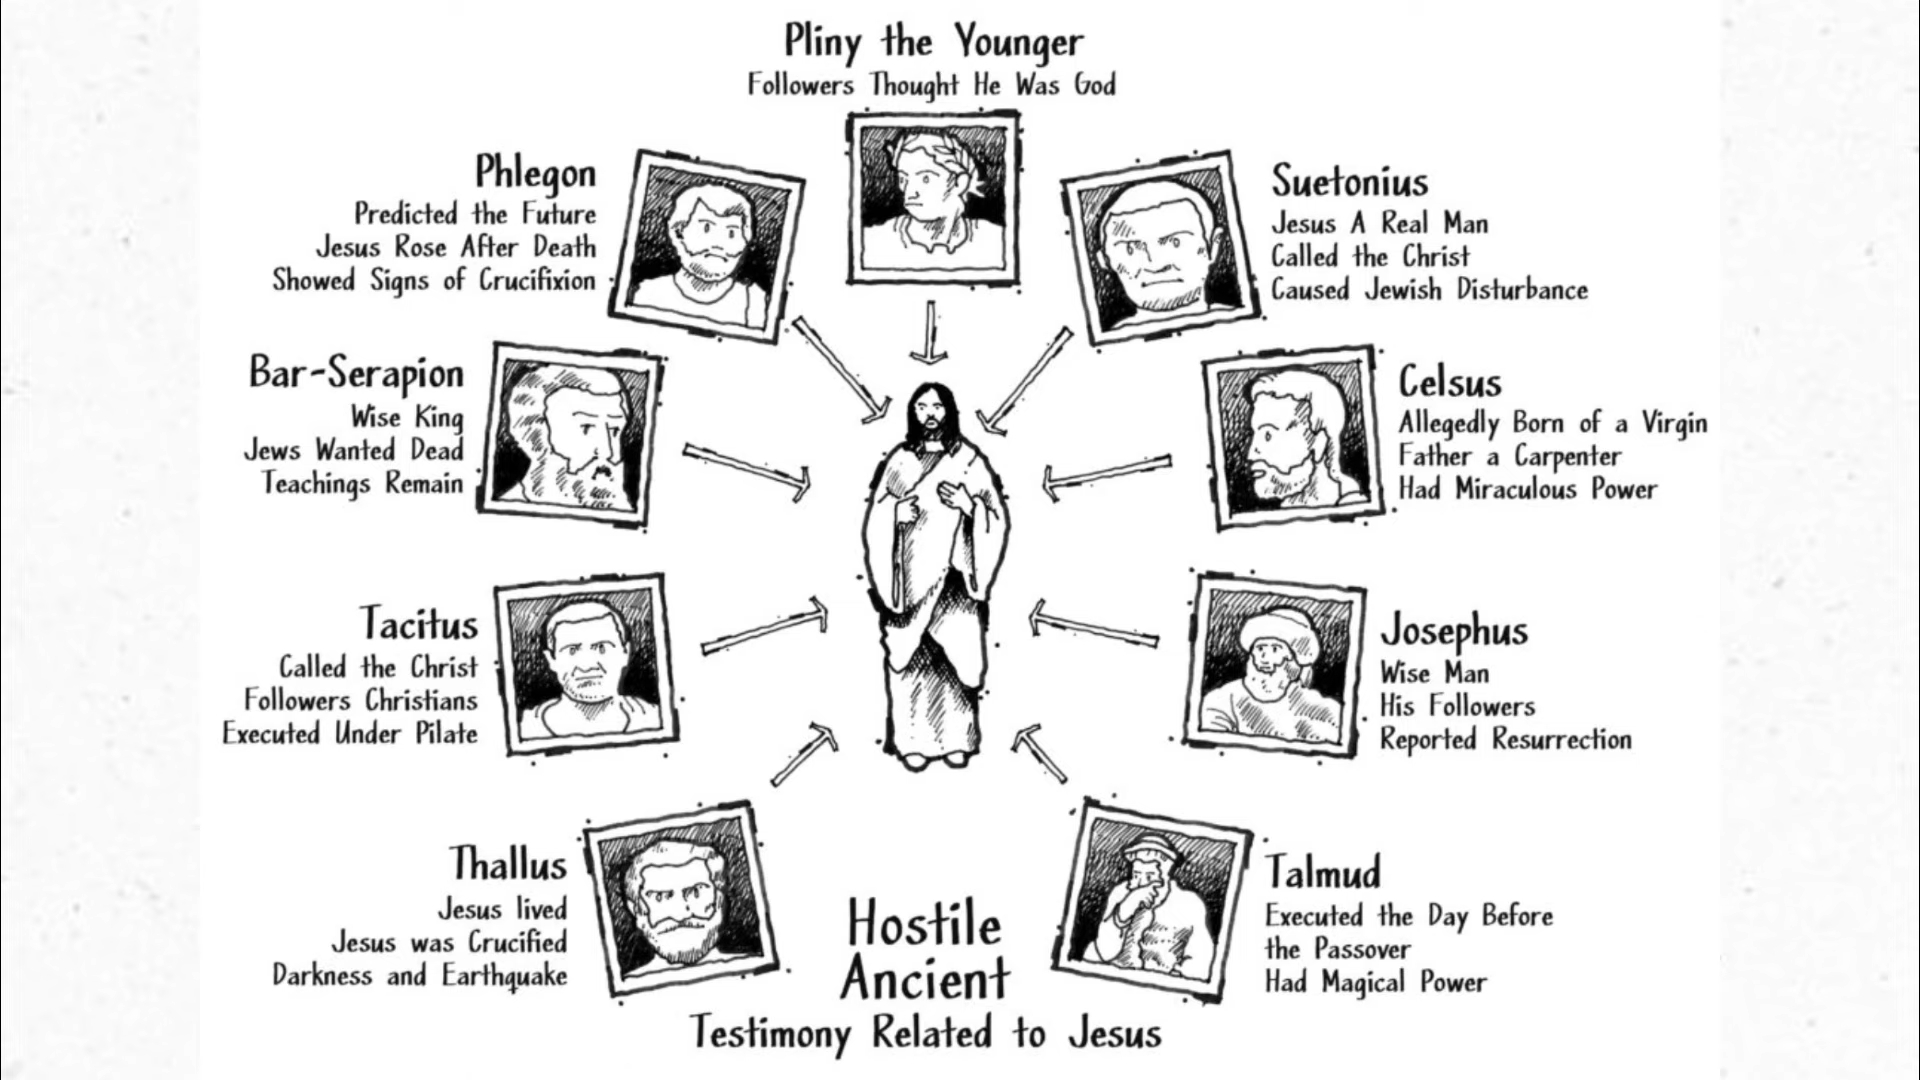 Pliny the Younger
Followers Thought He Was God
Phlegon
Predicted the Future
Jesus Rose After Death
Showed Signs of Crucifixion
Suetonius
Jesus A Real Man
Called the Christ
Caused Jewish Disturbance
Bar-Serapion
Wise King
Jews Wanted Dead
Teachings Remain
Celsus
Allegedly Born of a Virgin
Father a Carpenter
Had Miraculous Power
Tacitus
Called the Christ
Followers Christians
Executed Under Pilate
Josephus
Wise Man
His Followers
Reported Resurrection
Thallus
Jesus lived
Jesus was Crucified
Darkness and Earthquake
Talmud
Executed the Day Before
the Passover
Had Magical Power
Hostile
Ancient
Testimony Related to Jesus